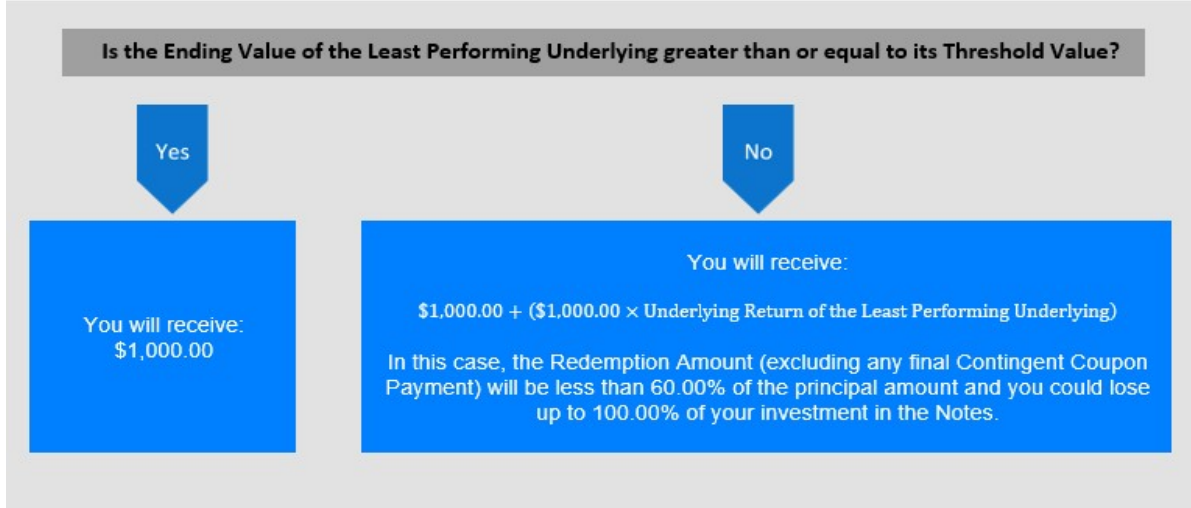 Is the Ending Value of the Least Performing Underlying greater than or equal to its Threshold Value?
Yes
No
You will receive:
$1,000.00
You will receive:
$1,000.00 + ($1,000.00 × Underlying Return of the Least Performing Underlying)
In this case, the Redemption Amount (excluding any final Contingent Coupon
Payment) will be less than 60.00% of the principal amount and you could lose
up to 100.00% of your investment in the Notes.